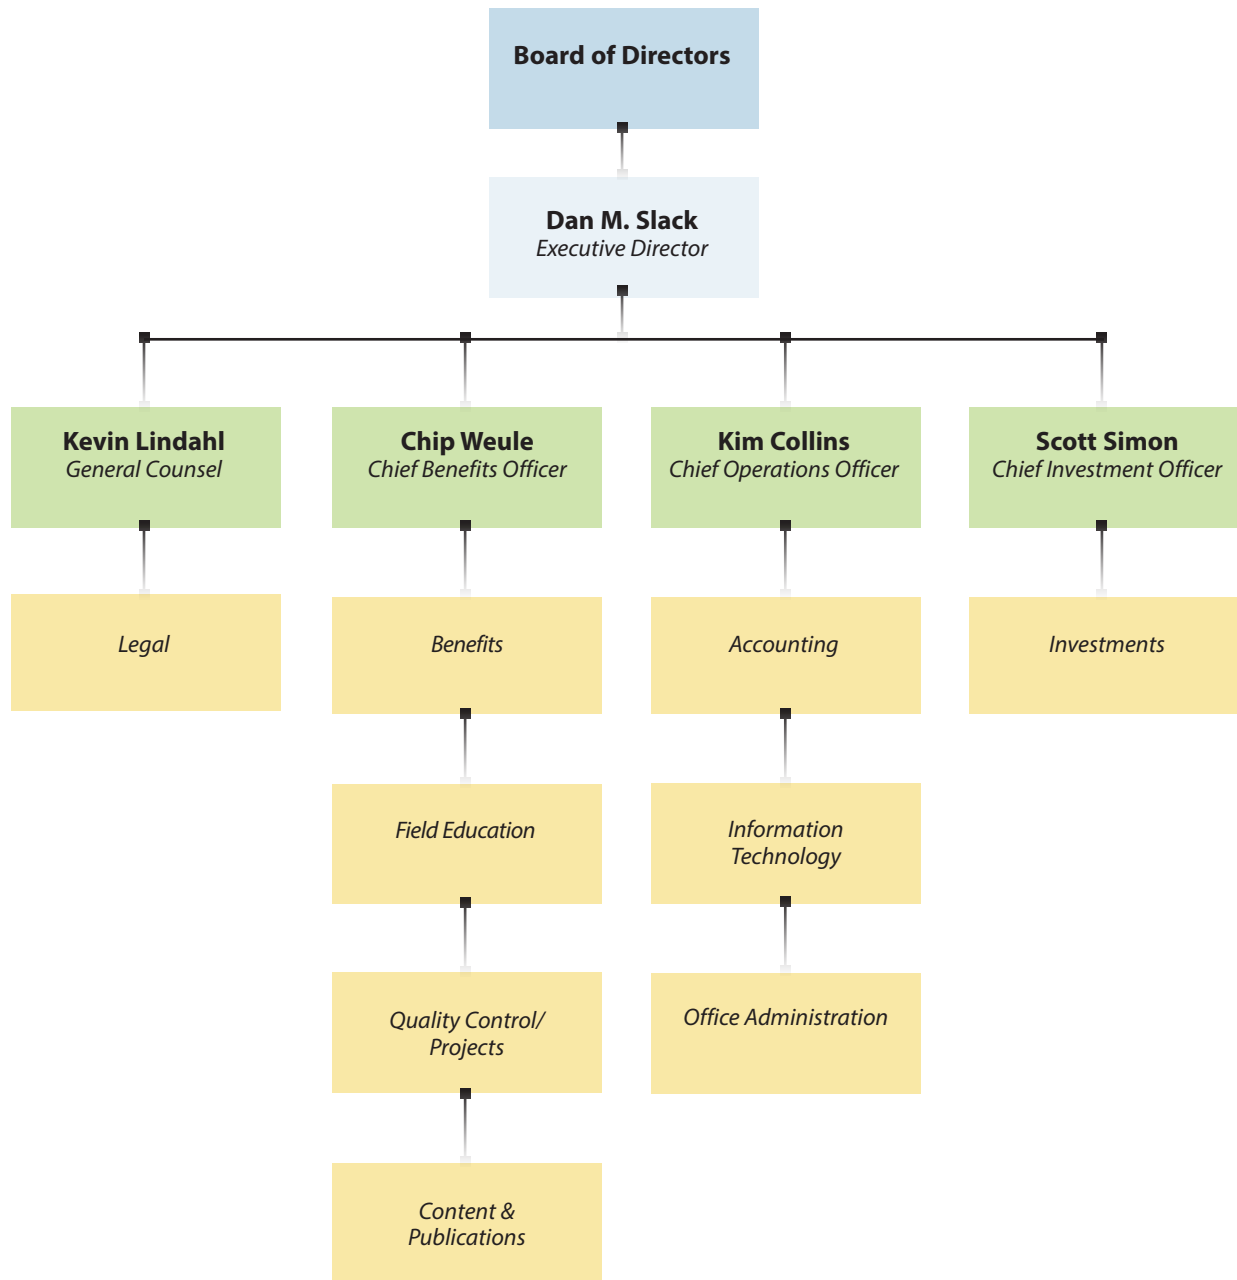 Board of Directors
Dan M. Slack
Executive Director
Kevin Lindahl
General Counsel
Chip Weule
Chief Benefits Officer
Kim Collins
Chief Operations Officer
Scott Simon
Chief Investment Officer
Legal
Benefits
Accounting
Investments
Field Education
Information
Technology
Quality Control/
Projects
Office Administration
Content &
Publications